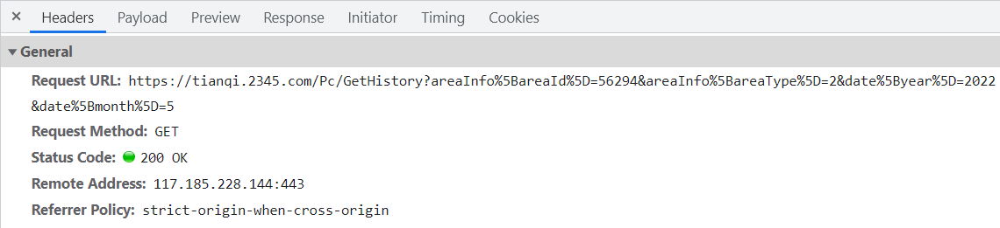 × Headers Payload Preview Response Initiator Timing Cookies
▼ General
Request URL: https://tianqi.2345.com/Pc/GetHistory?areaInfo%5BareaId%5D=56294&areaInfo%5BareaType%5D=2&date%5Byear%5D=2022
&date%5Bmonth%5D=5
Request Method: GET
Status Code: 200 OK
Remote Address: 117.185.228.144:443
Referrer Policy: strict-origin-when-cross-origin